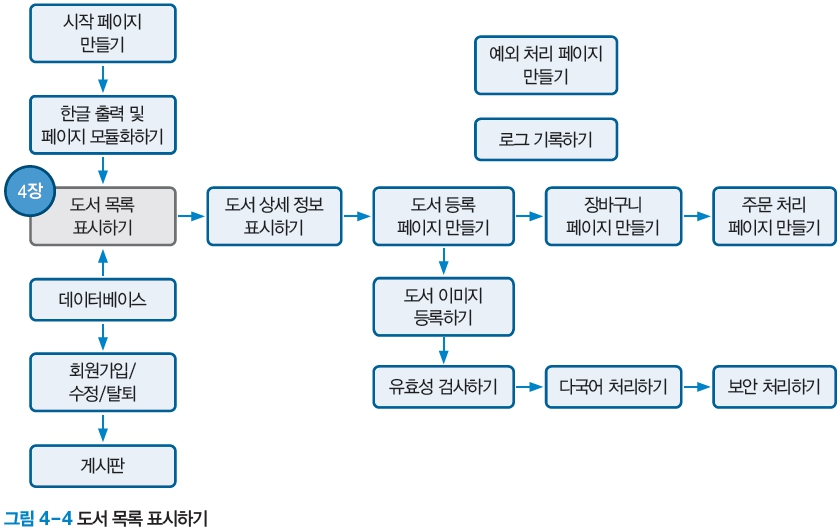 시작 페이지
만들기
예외 처리 페이지
만들기
한글 출력 및
페이지 모듈화하기
로그 기록하기
4장
도서 목록
표시하기
도서 상세 정보
표시하기
도서 등록
페이지 만들기
장바구니
페이지 만들기
주문 처리
페이지 만들기
데이터베이스
도서 이미지
등록하기
회원가입/
수정/탈퇴
유효성 검사하기
다국어 처리하기
보안 처리하기
게시판
그림 4-4 도서 목록 표시하기